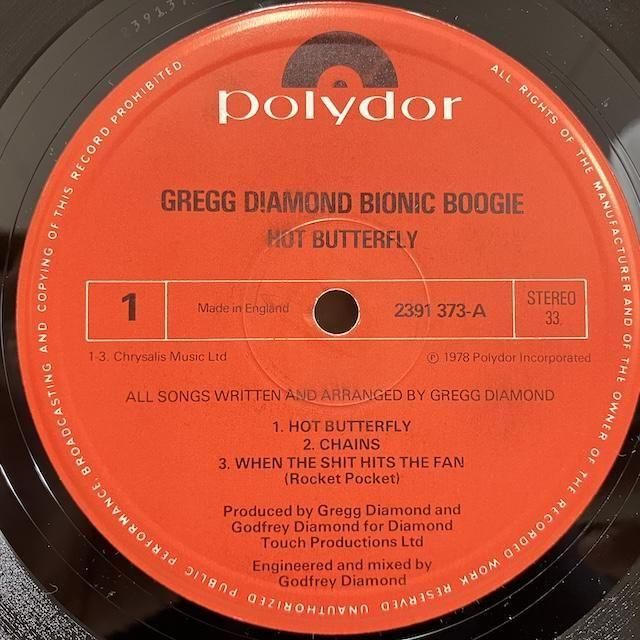 polydor
GREGG DIAMOND BIONIC BOOGIE
HOT BUTTERFLY
1
Made in England
2391 373-A
STEREO
33
1-3. Chrysalis Music Ltd
℗ 1978 Polydor Incorporated
ALL SONGS WRITTEN AND ARRANGED BY GREGG DIAMOND
1. HOT BUTTERFLY
2. CHAINS
3. WHEN THE SHIT HITS THE FAN
(Rocket Pocket)
Produced by Gregg Diamond and
Godfrey Diamond for Diamond
Touch Productions Ltd
Engineered and mixed by
Godfrey Diamond
ALL RIGHTS OF THE MANUFACTURER AND OF THE OWNER OF THE RECORDED WORK RESERVED UNAUTHORIZED PUBLIC PERFORMANCE, BROADCASTING AND COPYING OF THIS RECORD PROHIBITED